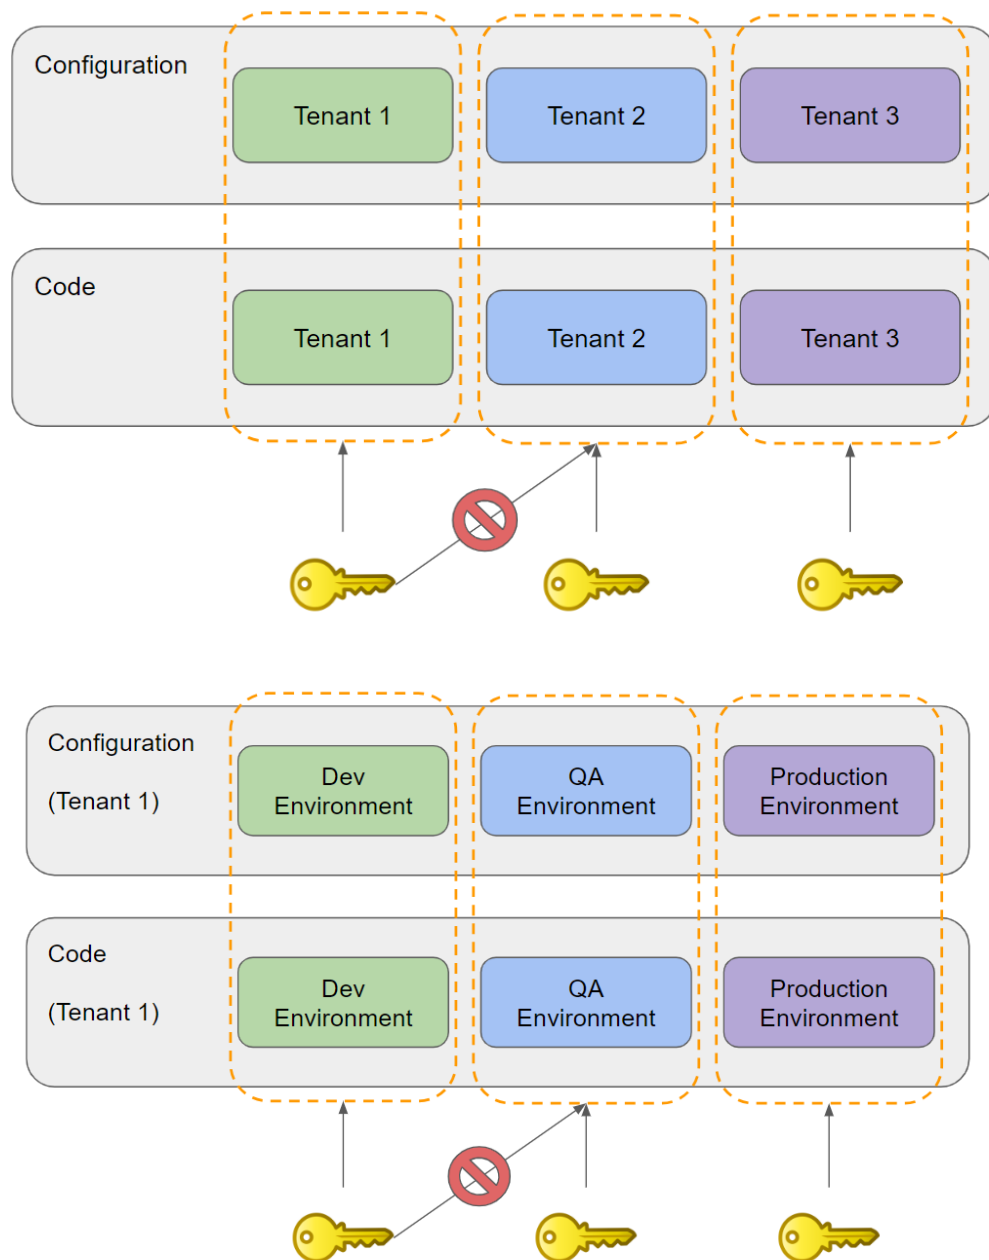 Configuration
Tenant 1
Tenant 2
Tenant 3
Code
Tenant 1
Tenant 2
Tenant 3
Configuration
(Tenant 1)
Dev
Environment
QA
Environment
Production
Environment
Code
(Tenant 1)
Dev
Environment
QA
Environment
Production
Environment